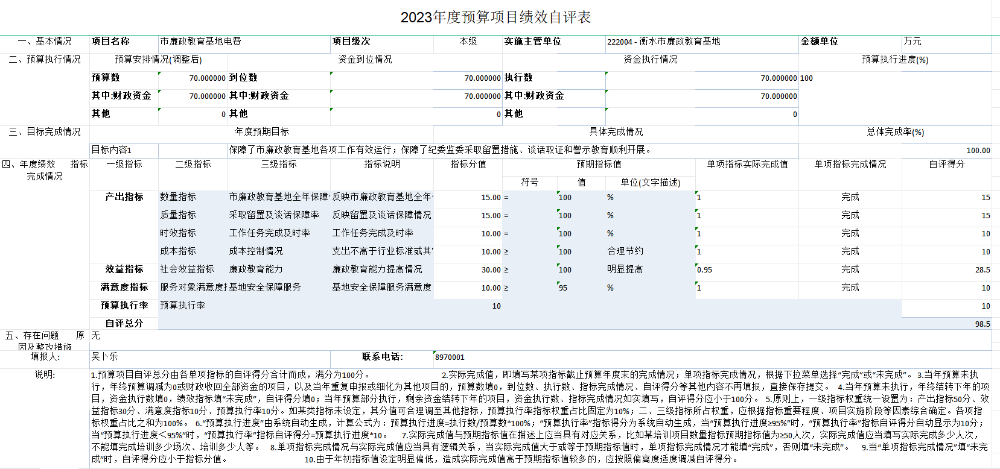 2023年度预算项目绩效自评表
一、基本情况 项目名称 市廉政教育基地电费 项目级次 本级 实施主管单位 222004 - 衡水市廉政教育基地 金额单位 万元
二、预算执行情况 预算安排情况(调整后) 资金到位情况 资金执行情况 预算执行进度(%)
预算数 70.000000 到位数 70.000000 执行数 70.000000 100
其中:财政资金 70.000000 其中:财政资金 70.000000 其中:财政资金 70.000000
其他 0 其他 0 其他 0
三、目标完成情况 年度预期目标 具体完成情况 总体完成率(%)
目标内容1 保障了市廉政教育基地各项工作有效运行；保障了纪委监委采取留置措施、谈话取证和警示教育顺利开展。 100.00
四、年度绩效 指标 一级指标 二级指标 三级指标 指标说明 指标分值 预期指标值 单项指标实际完成值 单项指标完成情况 自评得分
完成情况 符号 值 单位(文字描述)
产出指标 数量指标 市廉政教育基地全年保障 反映市廉政教育基地全年 15.00 = 100 % 1 完成 15
质量指标 采取留置及谈话保障率 反映留置及谈话保障情况 15.00 = 100 % 1 完成 15
时效指标 工作任务完成及时率 工作任务完成及时率 10.00 = 100 % 1 完成 10
成本指标 成本控制情况 支出不高于行业标准或其 10.00 ≥ 100 合理节约 1 完成 10
效益指标 社会效益指标 廉政教育能力 廉政教育能力提高情况 30.00 ≥ 100 明显提高 0.95 完成 28.5
满意度指标 服务对象满意度 基地安全保障服务 基地安全保障服务满意度 10.00 ≥ 95 % 1 完成 10
预算执行率 预算执行率 10 10
自评总分 98.5
五、存在问题 原 无
因及整改措施
填报人: 吴卜乐 联系电话: 8970001
说明: 1.预算项目自评总分由各单项指标的自评得分合计而成，满分为100分。 2.实际完成值，即填写某项指标截止预算年度末的完成情况；单项指标完成情况，根据下拉菜单选择“完成”或“未完成”。 3.当年预算未执
行，年终预算调减为0或财政收回全部资金的项目，以及当年重复申报或细化为其他项目的，预算数填0，到位数、执行数、指标完成情况、自评得分等其他内容不再填报，直接保存提交。 4.当年预算未执行，年终结转下年的项
目，资金执行数填0，绩效指标填“未完成”，自评得分填0；当年预算部分执行，剩余资金结转下年的项目，资金执行数、指标完成情况如实填写，自评得分应小于100分。 5.原则上，一级指标权重统一设置为：产出指标50分、效
益指标30分、满意度指标10分、预算执行率10分。如某类指标未设定，其分值可合理调至其他指标，预算执行率指标权重占比固定为10%；二、三级指标所占权重，应根据指标重要程度、项目实施阶段等因素综合确定。各项指
标权重占比之和为100%。 6.“预算执行进度”由系统自动生成，计算公式为：预算执行进度=执行数/预算数*100%；“预算执行率”指标得分为系统自动生成，当“预算执行进度≥95%”时，“预算执行率”指标自评得分自动显示为10分；
当“预算执行进度＜95%”时，“预算执行率”指标自评得分=预算执行进度*10。 7.实际完成值与预期指标值在描述上应当具有对应关系，比如某培训项目数量指标预期指标值为≥50人次，实际完成值应当填写实际完成多少人次，
不能填完成培训多少场次、培训多少人等。 8.单项指标完成情况与实际完成值应当具有逻辑关系，当实际完成值大于或等于预期指标值时，单项指标完成情况才能填“完成”，否则填“未完成”。 9.当“单项指标完成情况”填“未完
成”时，自评得分应小于指标分值。 10.由于年初指标值设定明显偏低，造成实际完成值高于预期指标值较多的，应按照偏离度适度调减自评得分。